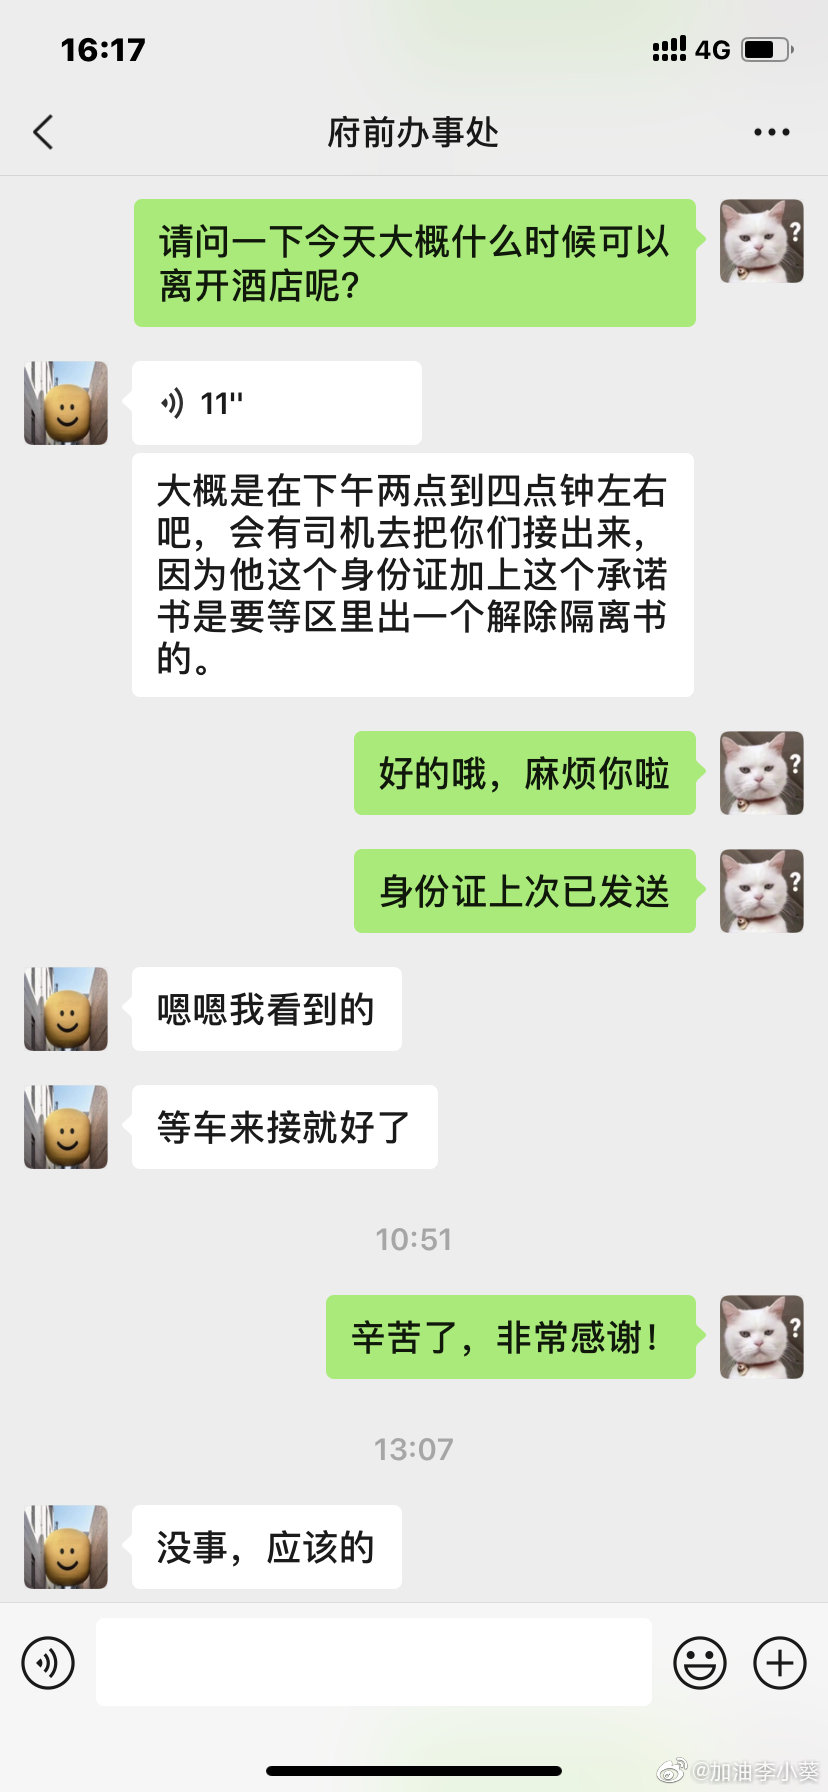 16:17
4G
府前办事处
请问一下今天大概什么时候可以
离开酒店呢?
?
11"
大概是在下午两点到四点钟左右
吧，会有司机去把你们接出来，
因为他这个身份证加上这个承诺
书是要等区里出一个解除隔离书
的。
好的哦，麻烦你啦
?
身份证上次已发送
?
嗯嗯我看到的
等车来接就好了
10:51
辛苦了，非常感谢！
?
13:07
没事，应该的
@加油李小葵